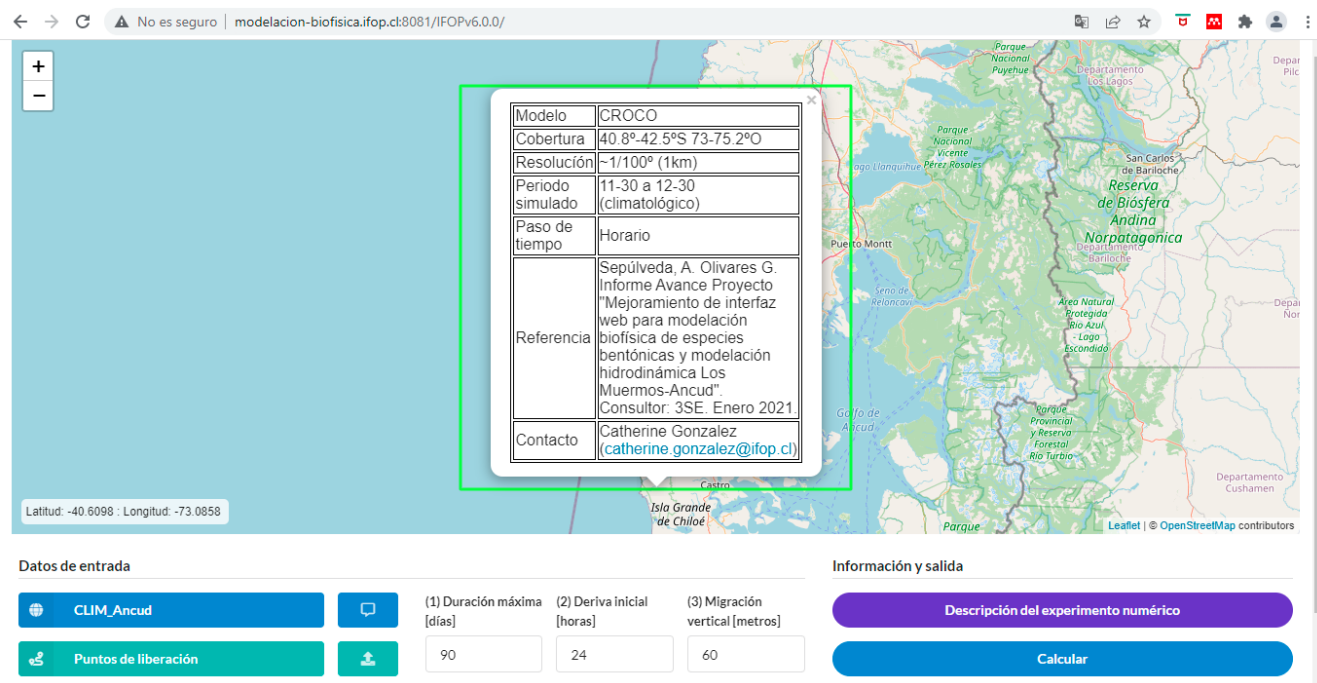 No es seguro | modelacion-biofisica.ifop.cl:8081/IFOPv6.0.0/
+
−
×
Modelo CROCO
Cobertura 40.8º-42.5ºS 73-75.2ºO
Resolución ~1/100º (1km)
Periodo
simulado
11-30 a 12-30
(climatológico)
Paso de
tiempo
Horario
Referencia
Sepúlveda, A. Olivares G.
Informe Avance Proyecto
"Mejoramiento de interfaz
web para modelación
biofísica de especies
bentónicas y modelación
hidrodinámica Los
Muermos-Ancud".
Consultor: 3SE. Enero 2021.
Contacto
Catherine Gonzalez
(catherine.gonzalez@ifop.cl)
Parque
Nacional
Puyehue
Departamento
Los Lagos
Parque
Nacional
Vicente
Pérez Rosales
ago Llanquihue
San Carlos
de Bariloche
Reserva
de Biósfera
Andina
Norpatagonica
Departamento
Bariloche
Puerto Montt
Seno de
Reloncaví
Área Natural
Protegida
Río Azul
- Lago
Escondido
Golfo de
Ancud
Parque
Provincial
y Reserva
Forestal
Río Turbio
Departamento
Cushamen
Castro
Isla Grande
de Chiloé
Parque
Depar
Pilc
Depa
Ñor
Latitud: -40.6098 : Longitud: -73.0858
Leaflet | © OpenStreetMap contributors
Datos de entrada
CLIM_Ancud
Puntos de liberación
(1) Duración máxima
[días]
90
(2) Deriva inicial
[horas]
24
(3) Migración
vertical [metros]
60
Información y salida
Descripción del experimento numérico
Calcular